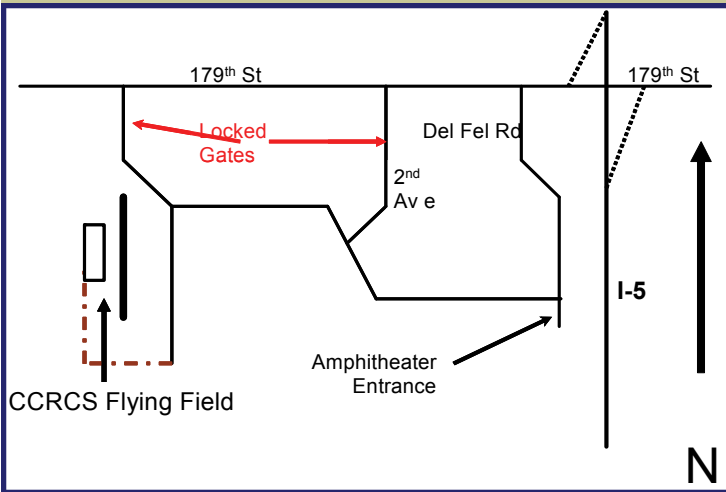 179th St
179th St
Locked
Gates
Del Fel Rd
2nd
Av e
I-5
Amphitheater
Entrance
CCRCS Flying Field
N